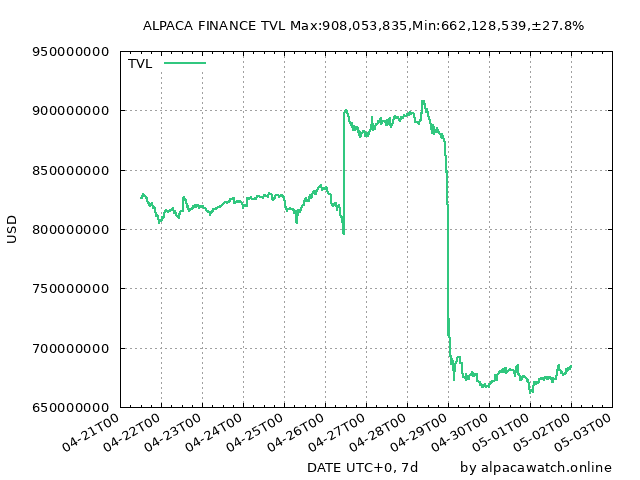 ALPACA FINANCE TVL Max:908,053,835,Min:662,128,539,±27.8%
TVL
950000000
900000000
850000000
800000000
750000000
700000000
650000000
USD
04-21T00
04-22T00
04-23T00
04-24T00
04-25T00
04-26T00
04-27T00
04-28T00
04-29T00
04-30T00
05-01T00
05-02T00
05-03T00
DATE UTC+0, 7d
by alpacawatch.online